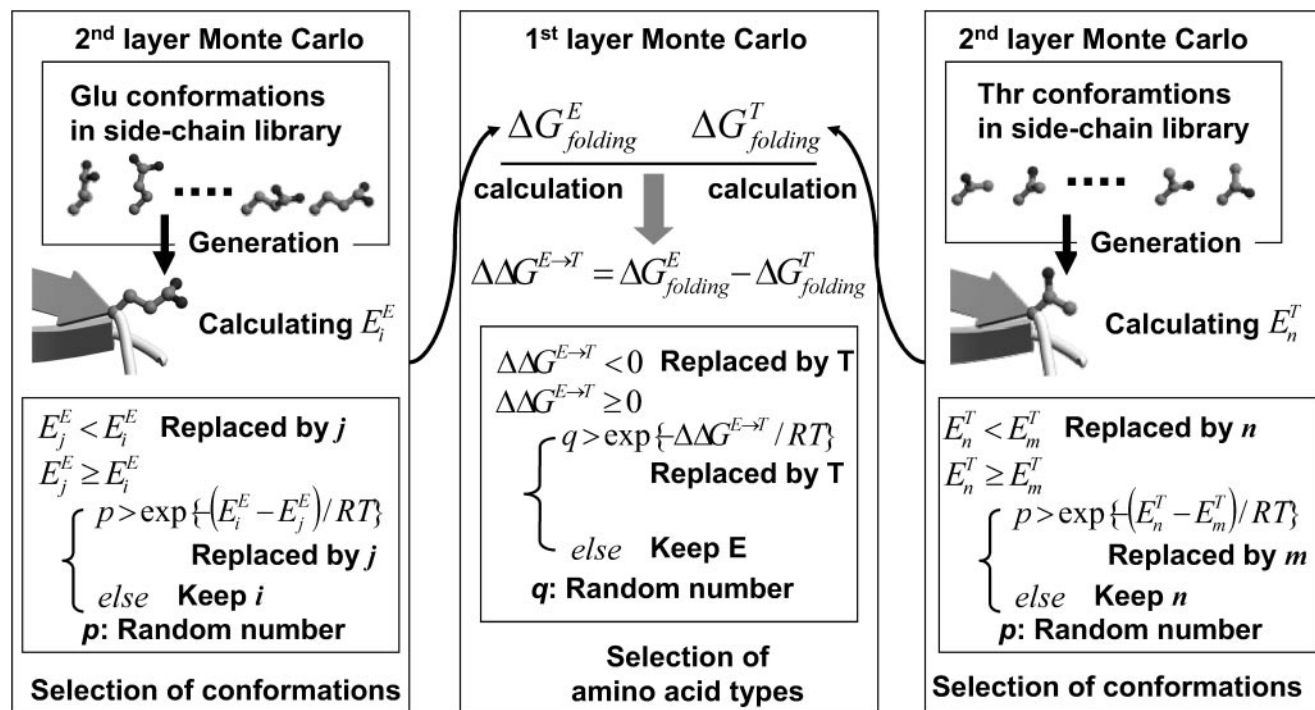 2nd layer Monte Carlo
Glu conformations
in side-chain library
Generation
Calculating E_i^E
E_j^E < E_i^E Replaced by j
E_j^E ≥ E_i^E
p > exp{-(E_i^E − E_j^E)/RT}
Replaced by j
else Keep i
p: Random number
Selection of conformations
1st layer Monte Carlo
ΔG_folding^E ΔG_folding^T
calculation calculation
ΔΔG^{E→T} = ΔG_folding^E − ΔG_folding^T
ΔΔG^{E→T} < 0 Replaced by T
ΔΔG^{E→T} ≥ 0
q > exp{-ΔΔG^{E→T} / RT}
Replaced by T
else Keep E
q: Random number
Selection of
amino acid types
2nd layer Monte Carlo
Thr conforamtions
in side-chain library
Generation
Calculating E_n^T
E_n^T < E_m^T Replaced by n
E_n^T ≥ E_m^T
p > exp{-(E_n^T − E_m^T)/RT}
Replaced by m
else Keep n
p: Random number
Selection of conformations